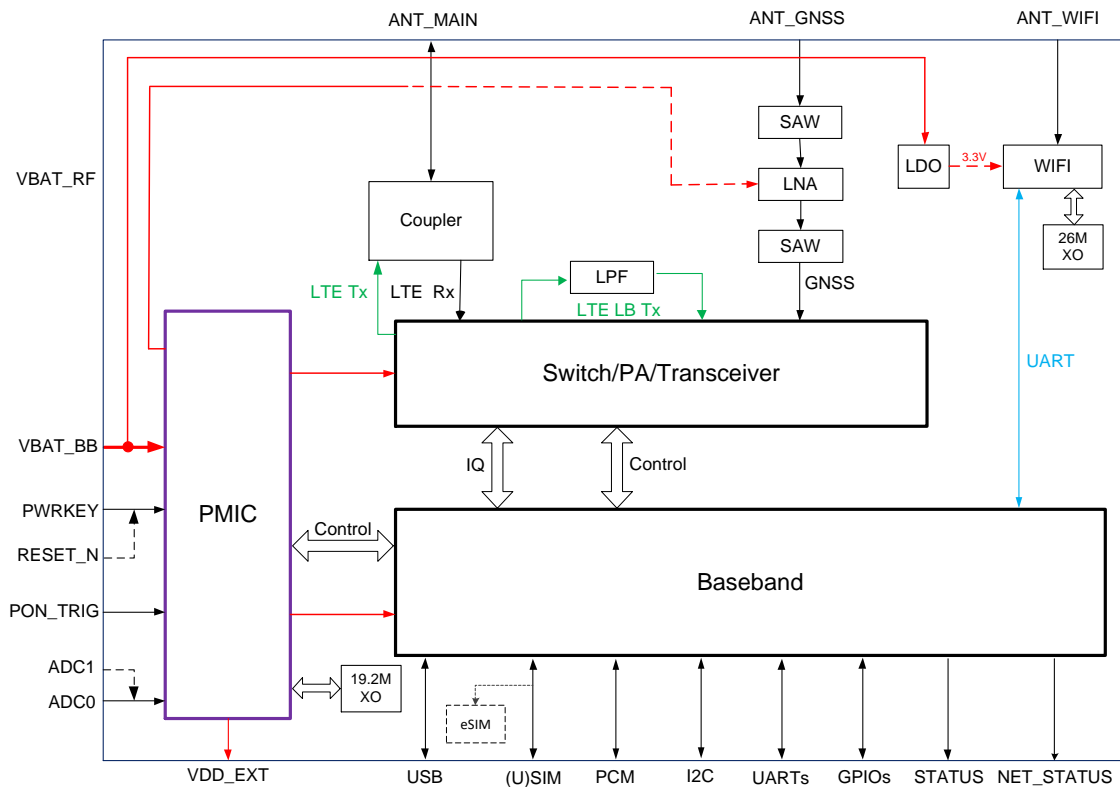 ANT_MAIN
ANT_GNSS
ANT_WIFI
SAW
VBAT_RF
LDO
3.3V
WIFI
LNA
Coupler
26M
XO
SAW
LTE Tx
LTE Rx
LPF
GNSS
LTE LB Tx
Switch/PA/Transceiver
UART
VBAT_BB
IQ
Control
PWRKEY
PMIC
Control
RESET_N
Baseband
PON_TRIG
ADC1
19.2M
XO
ADC0
eSIM
VDD_EXT
USB
(U)SIM
PCM
I2C
UARTs
GPIOs
STATUS
NET_STATUS